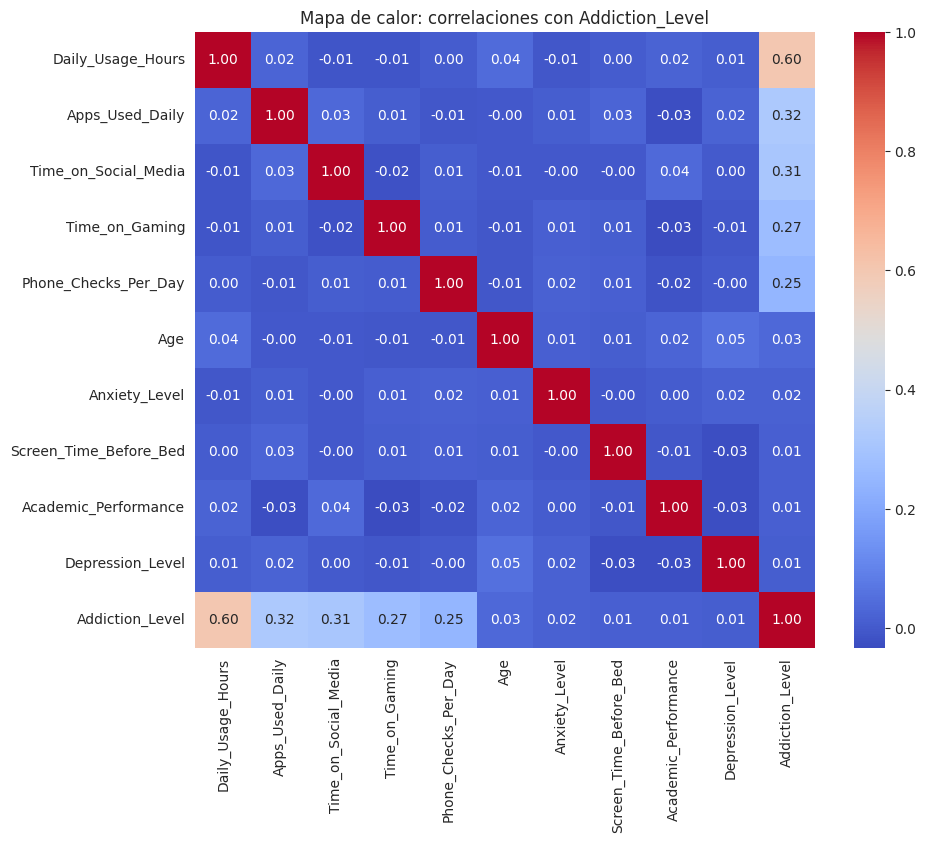 Mapa de calor: correlaciones con Addiction_Level
Daily_Usage_Hours 1.00 0.02 -0.01 -0.01 0.00 0.04 -0.01 0.00 0.02 0.01 0.60
Apps_Used_Daily 0.02 1.00 0.03 0.01 -0.01 -0.00 0.01 0.03 -0.03 0.02 0.32
Time_on_Social_Media -0.01 0.03 1.00 -0.02 0.01 -0.01 -0.00 -0.00 0.04 0.00 0.31
Time_on_Gaming -0.01 0.01 -0.02 1.00 0.01 -0.01 0.01 0.01 -0.03 -0.01 0.27
Phone_Checks_Per_Day 0.00 -0.01 0.01 0.01 1.00 -0.01 0.02 0.01 -0.02 -0.00 0.25
Age 0.04 -0.00 -0.01 -0.01 -0.01 1.00 0.01 0.01 0.02 0.05 0.03
Anxiety_Level -0.01 0.01 -0.00 0.01 0.02 0.01 1.00 -0.00 0.00 0.02 0.02
Screen_Time_Before_Bed 0.00 0.03 -0.00 0.01 0.01 0.01 -0.00 1.00 -0.01 -0.03 0.01
Academic_Performance 0.02 -0.03 0.04 -0.03 -0.02 0.02 0.00 -0.01 1.00 -0.03 0.01
Depression_Level 0.01 0.02 0.00 -0.01 -0.00 0.05 0.02 -0.03 -0.03 1.00 0.01
Addiction_Level 0.60 0.32 0.31 0.27 0.25 0.03 0.02 0.01 0.01 0.01 1.00
Daily_Usage_Hours
Apps_Used_Daily
Time_on_Social_Media
Time_on_Gaming
Phone_Checks_Per_Day
Age
Anxiety_Level
Screen_Time_Before_Bed
Academic_Performance
Depression_Level
Addiction_Level
1.0
0.8
0.6
0.4
0.2
0.0